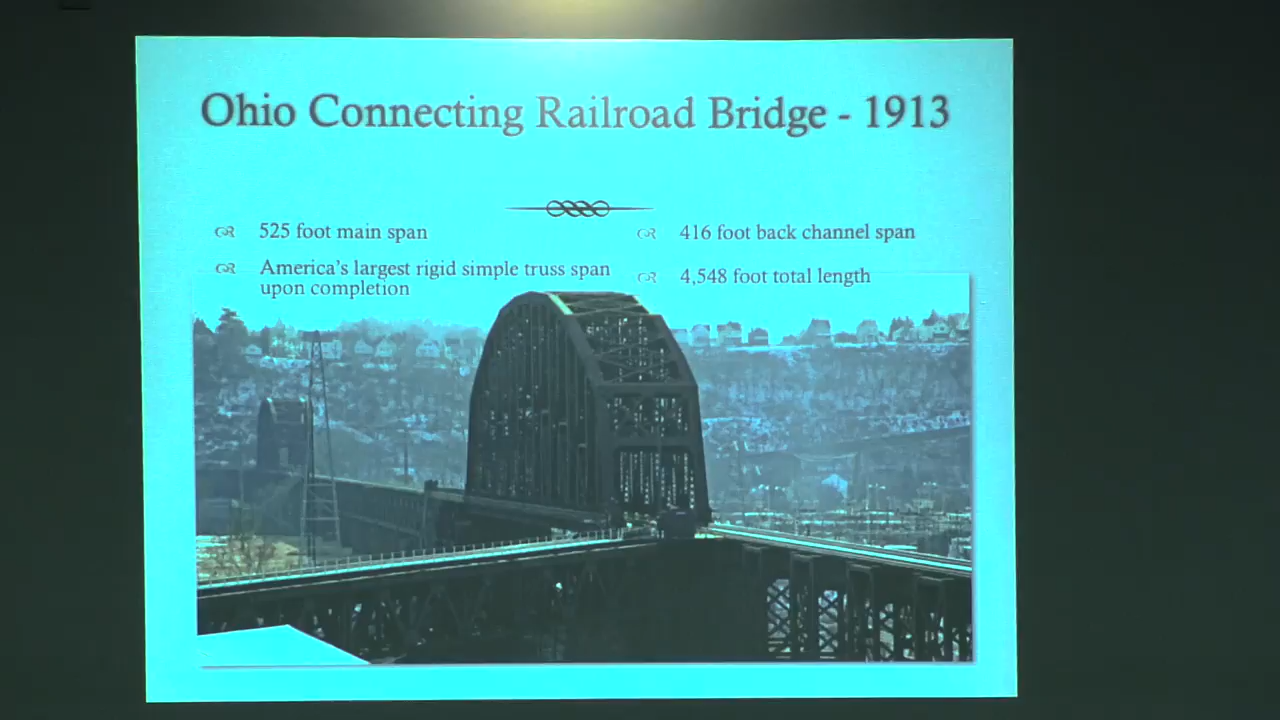 Ohio Connecting Railroad Bridge - 1913
525 foot main span
America's largest rigid simple truss span
upon completion
416 foot back channel span
4,548 foot total length